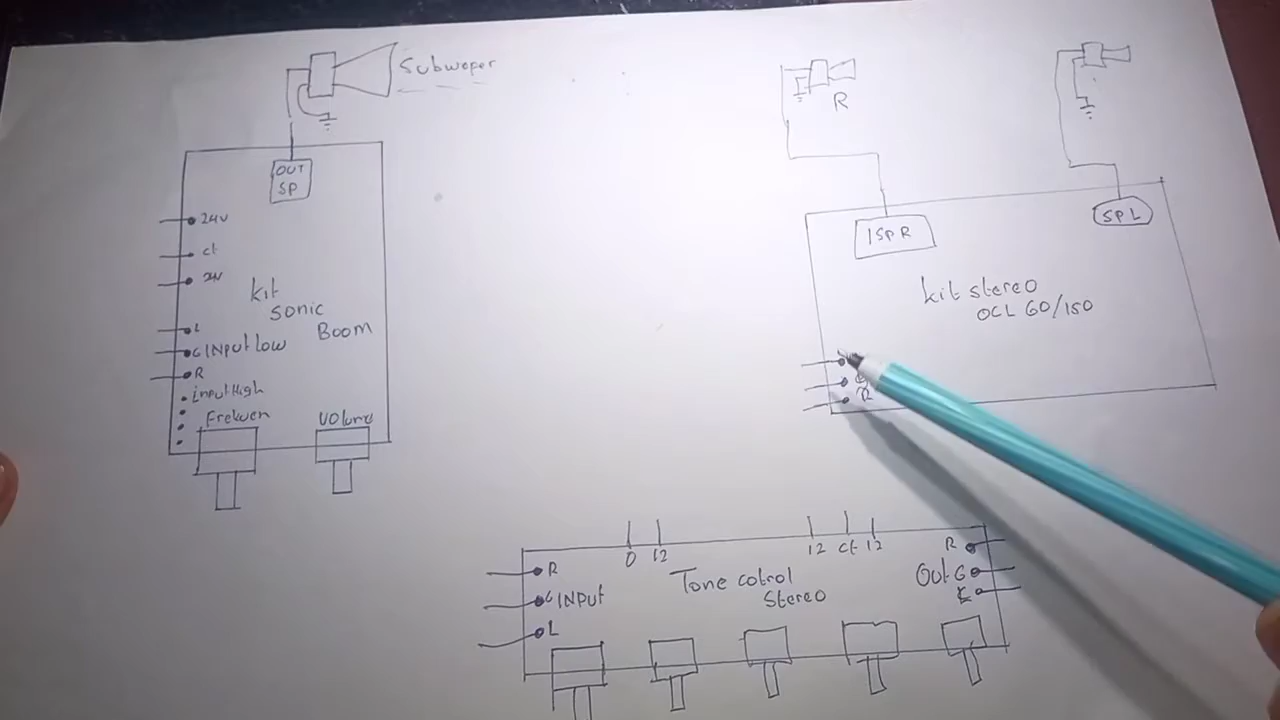 Subwoper
OUT
SP
24V
ct
24V
kit
sonic
Boom
L
G INPUT Low
R
input High
Frekwen
Volume
R
SP R
SP L
kit stereo
OCL 60/150
G
R
0
12
12
ct
12
R
G INPUT
L
Tone cotrol
Stereo
R
Out G
L